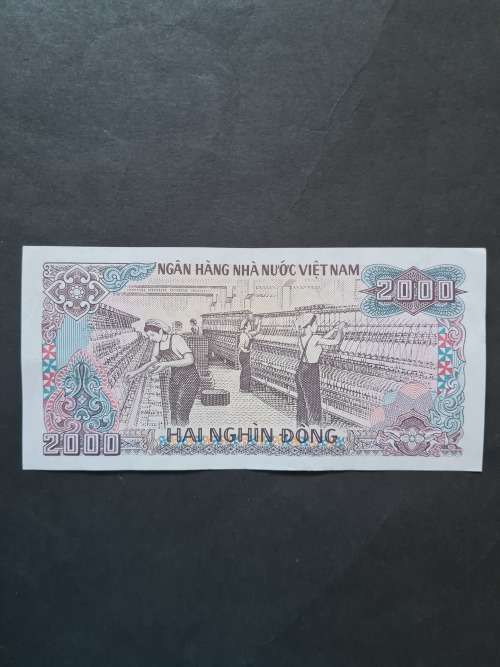 NGÂN HÀNG NHÀ NƯỚC VIỆT NAM
2000
2000
HAI NGHÌN ĐỒNG